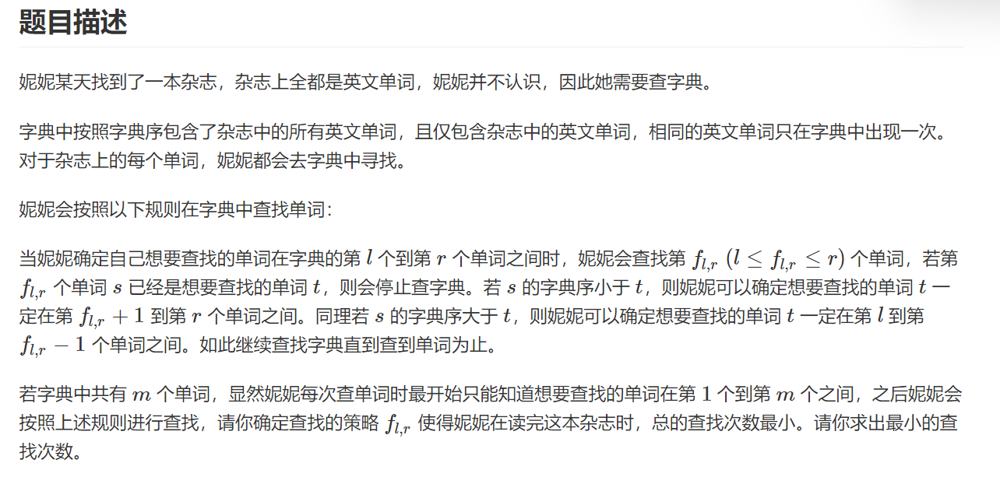 题目描述
妮妮某天找到了一本杂志，杂志上全都是英文单词，妮妮并不认识，因此她需要查字典。
字典中按照字典序包含了杂志中的所有英文单词，且仅包含杂志中的英文单词，相同的英文单词只在字典中出现一次。
对于杂志上的每个单词，妮妮都会去字典中寻找。
妮妮会按照以下规则在字典中查找单词：
当妮妮确定自己想要查找的单词在字典的第 l 个到第 r 个单词之间时，妮妮会查找第 f_{l,r} (l ≤ f_{l,r} ≤ r) 个单词，若第
f_{l,r} 个单词 s 已经是想要查找的单词 t，则会停止查字典。若 s 的字典序小于 t，则妮妮可以确定想要查找的单词 t 一
定在第 f_{l,r} + 1 到第 r 个单词之间。同理若 s 的字典序大于 t，则妮妮可以确定想要查找的单词 t 一定在第 l 到第
f_{l,r} − 1 个单词之间。如此继续查找字典直到查到单词为止。
若字典中共有 m 个单词，显然妮妮每次查单词时最开始只能知道想要查找的单词在第 1 个到第 m 个之间，之后妮妮会
按照上述规则进行查找，请你确定查找的策略 f_{l,r} 使得妮妮在读完这本杂志时，总的查找次数最小。请你求出最小的查
找次数。